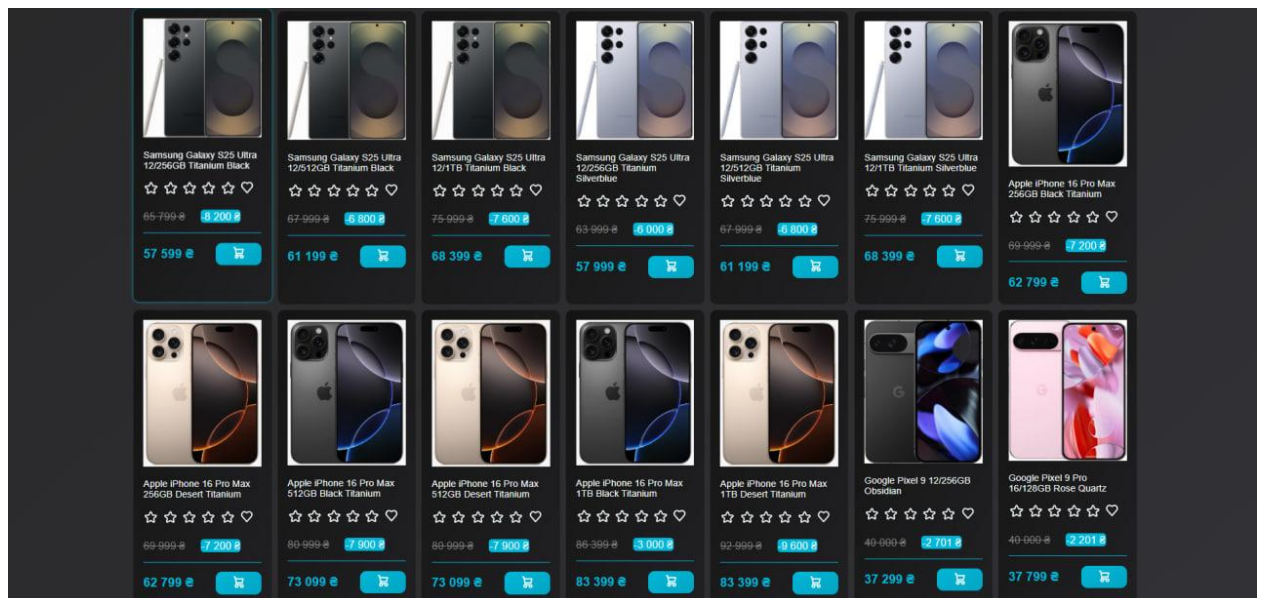 Samsung Galaxy S25 Ultra
12/256GB Titanium Black
65 799 ₴ -8 200 ₴
57 599 ₴
Samsung Galaxy S25 Ultra
12/512GB Titanium Black
67 999 ₴ -6 800 ₴
61 199 ₴
Samsung Galaxy S25 Ultra
12/1TB Titanium Black
75 999 ₴ -7 600 ₴
68 399 ₴
Samsung Galaxy S25 Ultra
12/256GB Titanium
Silverblue
63 999 ₴ -6 000 ₴
57 999 ₴
Samsung Galaxy S25 Ultra
12/512GB Titanium
Silverblue
67 999 ₴ -6 800 ₴
61 199 ₴
Samsung Galaxy S25 Ultra
12/1TB Titanium Silverblue
75 999 ₴ -7 600 ₴
68 399 ₴
Apple iPhone 16 Pro Max
256GB Black Titanium
69 999 ₴ -7 200 ₴
62 799 ₴
Apple iPhone 16 Pro Max
256GB Desert Titanium
69 999 ₴ -7 200 ₴
62 799 ₴
Apple iPhone 16 Pro Max
512GB Black Titanium
80 999 ₴ -7 900 ₴
73 099 ₴
Apple iPhone 16 Pro Max
512GB Desert Titanium
80 999 ₴ -7 900 ₴
73 099 ₴
Apple iPhone 16 Pro Max
1TB Black Titanium
86 399 ₴ -3 000 ₴
83 399 ₴
Apple iPhone 16 Pro Max
1TB Desert Titanium
92 999 ₴ -9 600 ₴
83 399 ₴
Google Pixel 9 12/256GB
Obsidian
40 000 ₴ -2 701 ₴
37 299 ₴
Google Pixel 9 Pro
16/128GB Rose Quartz
40 000 ₴ -2 201 ₴
37 799 ₴